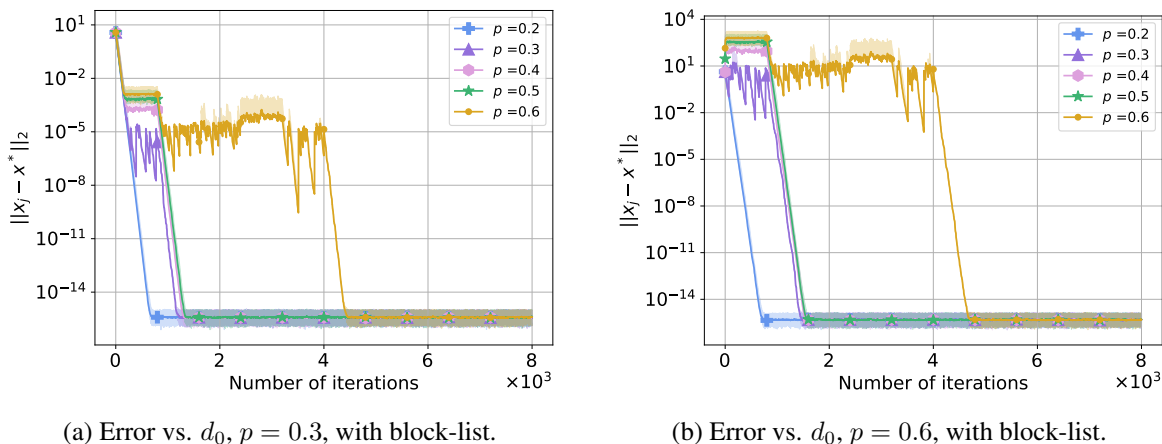 10^1
10^{-2}
10^{-5}
10^{-8}
10^{-11}
10^{-14}
||x_j − x^*||_2
p =0.2
p =0.3
p =0.4
p =0.5
p =0.6
0 2 4 6 8
Number of iterations ×10^3
(a) Error vs. d_0, p = 0.3, with block-list.
10^4
10^1
10^{-2}
10^{-5}
10^{-8}
10^{-11}
10^{-14}
||x_j − x^*||_2
p =0.2
p =0.3
p =0.4
p =0.5
p =0.6
0 2 4 6 8
Number of iterations ×10^3
(b) Error vs. d_0, p = 0.6, with block-list.